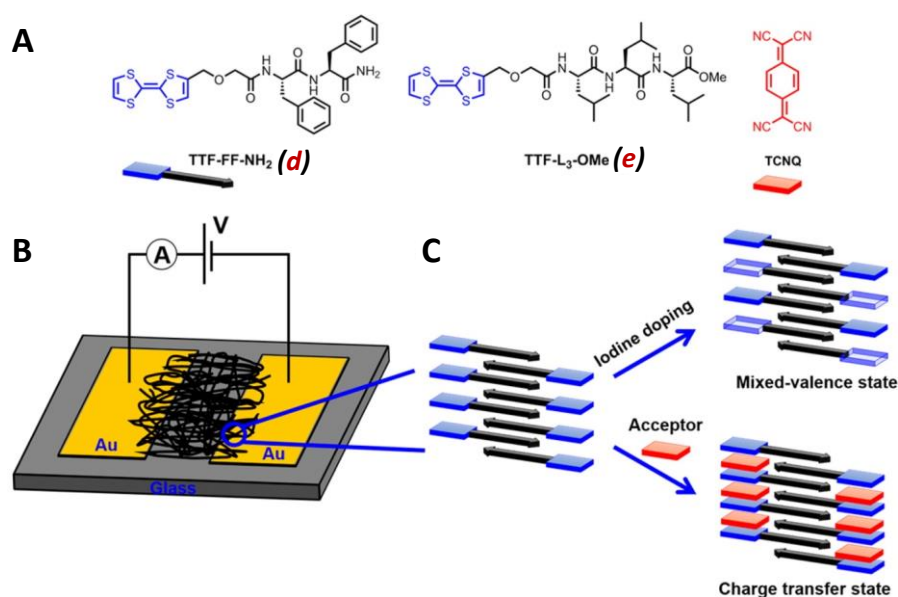 A
O
H
N
O
O
N
H
O
NH₂
S
S
S
S
TTF-FF-NH₂ (d)
O
H
N
O
O
N
H
O
H
N
OMe
O
S
S
S
S
TTF-L₃-OMe (e)
NC
CN
NC
CN
TCNQ
B
V
A
Au
Au
Glass
C
Iodine doping
Mixed-valence state
Acceptor
Charge transfer state